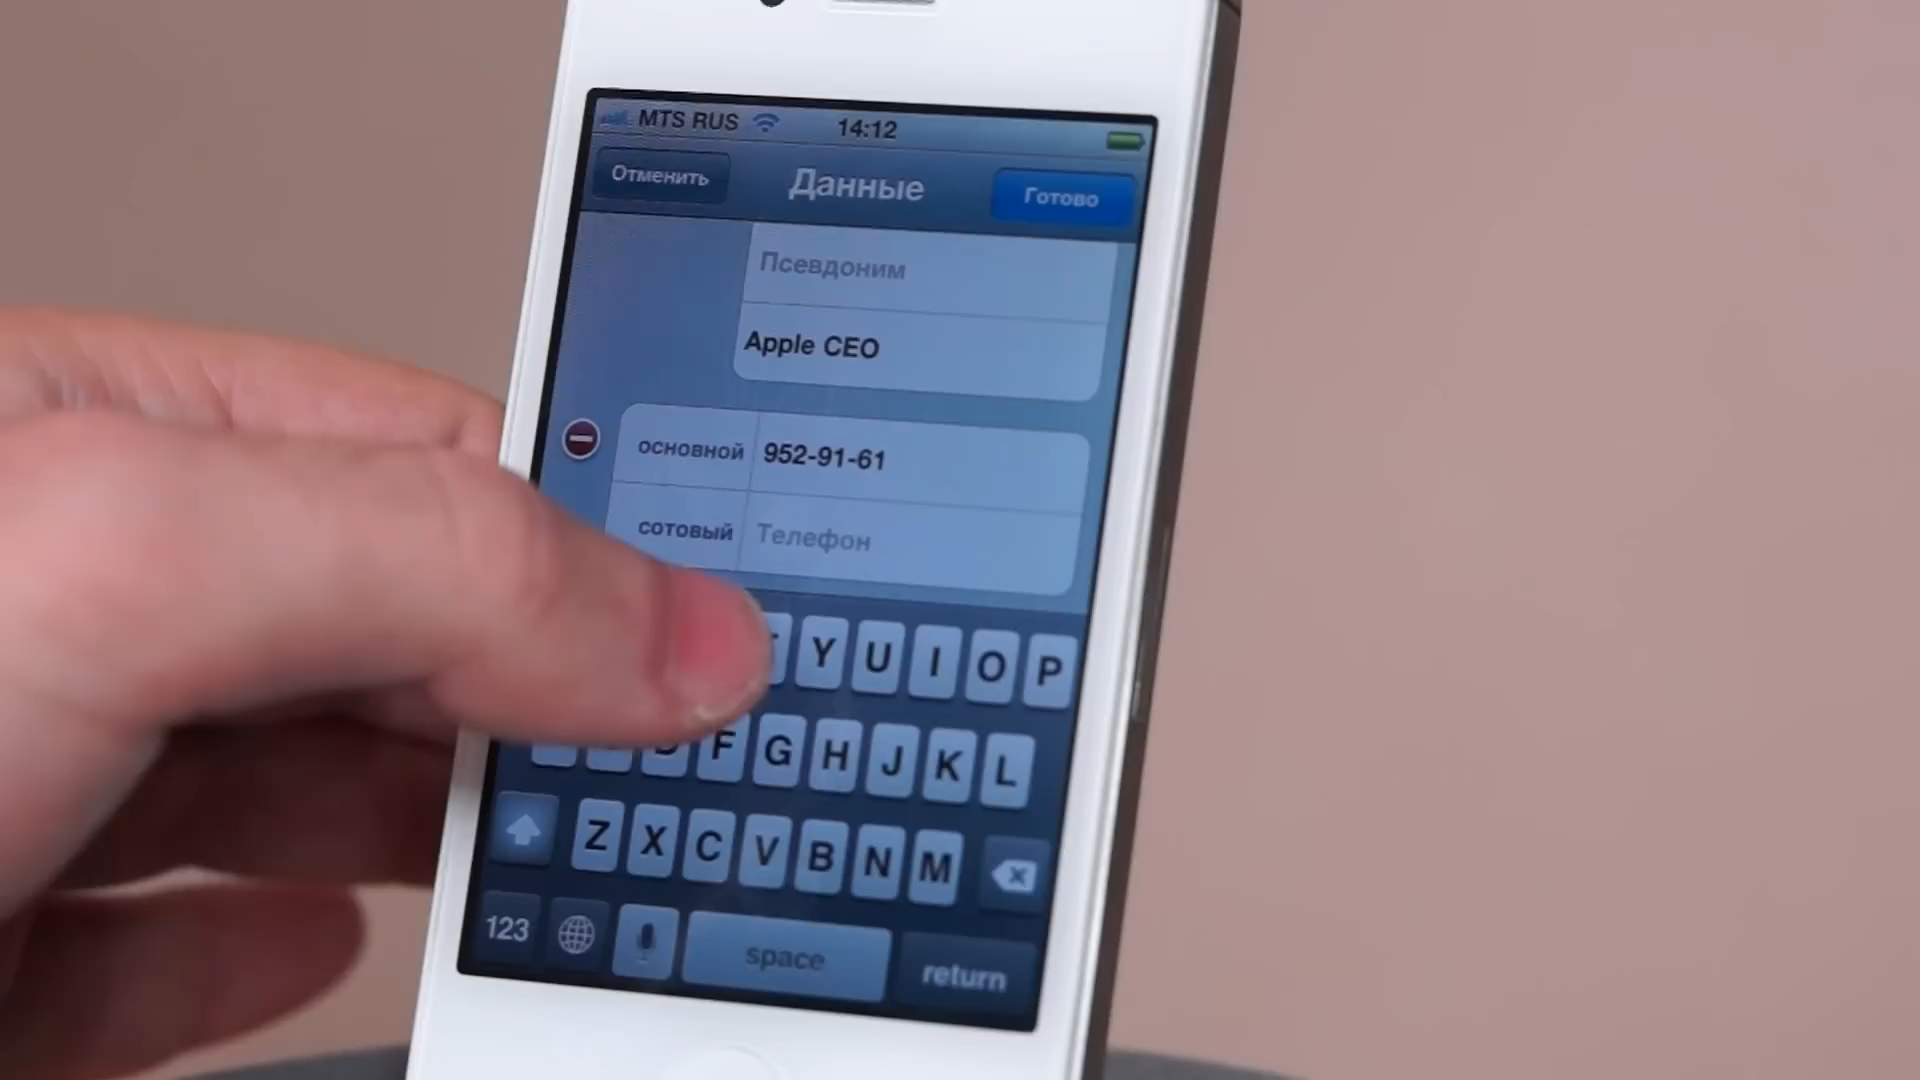 MTS RUS 14:12
Отменить Данные Готово
Псевдоним
Apple CEO
основной 952-91-61
сотовый Телефон
Y U I O P
F G H J K L
Z X C V B N M
123 space return